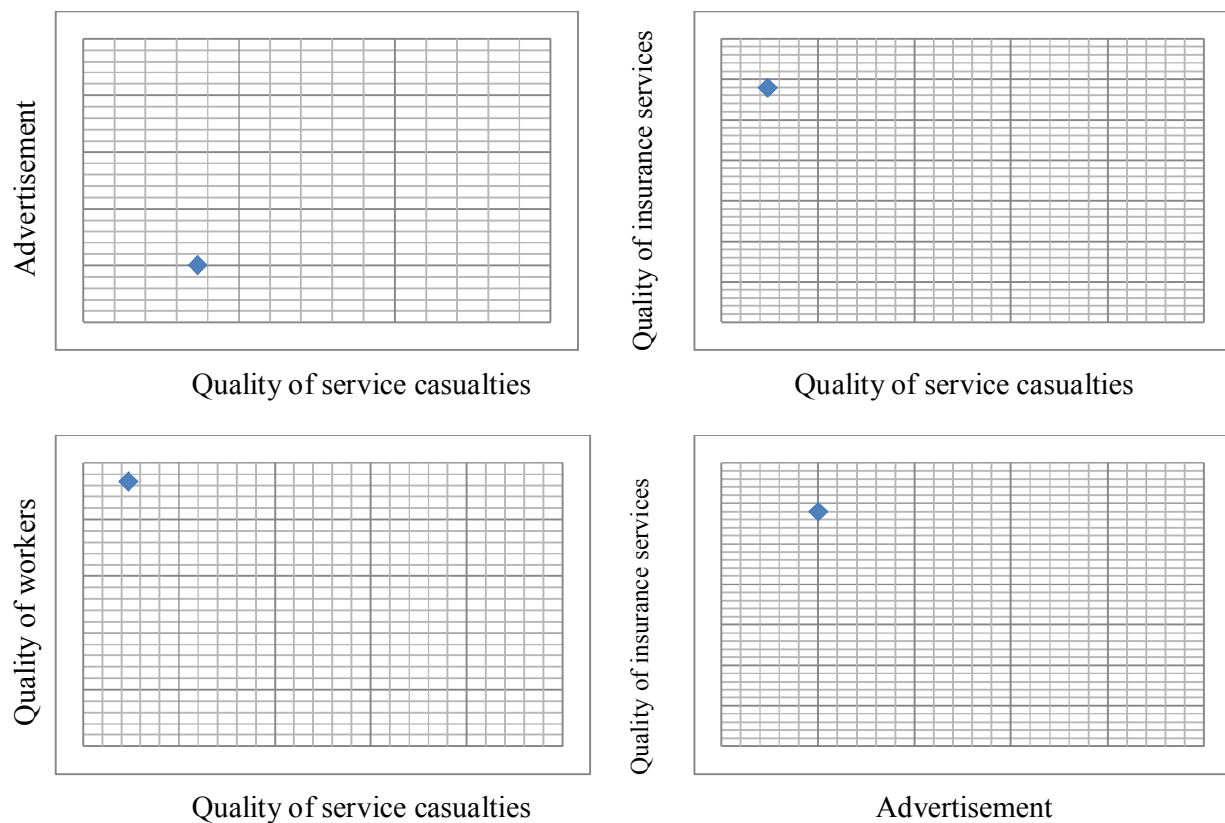 Advertisement
Quality of service casualties
Quality of insurance services
Quality of service casualties
Quality of workers
Quality of service casualties
Quality of insurance services
Advertisement